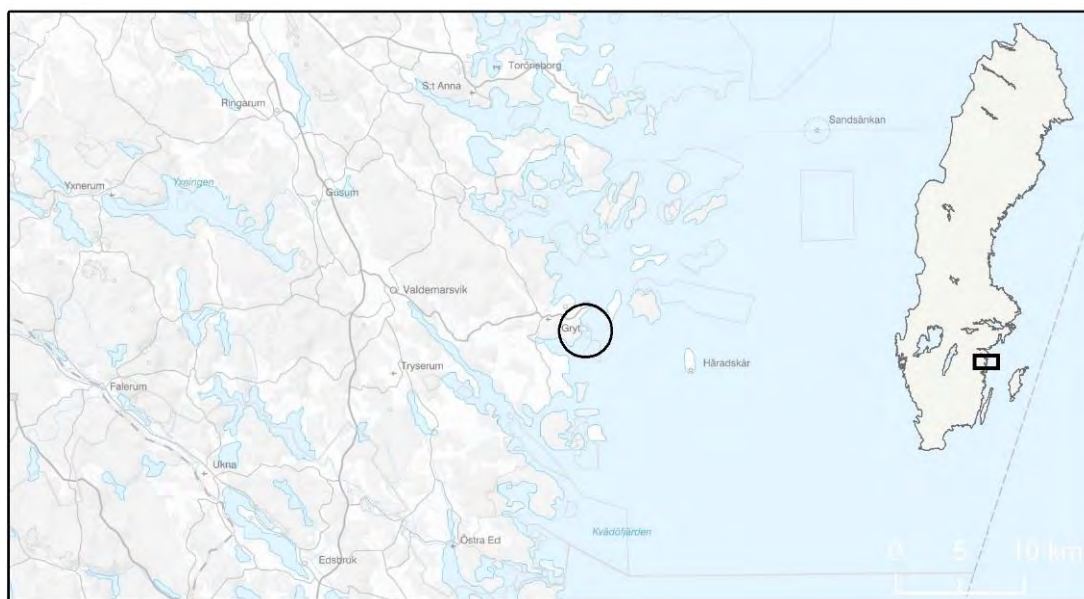 Torönsborg
S:t Anna
Ringarum
Sandsänkan
Yxnerum
Yxningen
Gusum
Valdemarsvik
Gryt
Häradskär
Tryserum
Falerum
Ukna
Kvädöfjärden
Östra Ed
Edsbruk
0 5 10 km